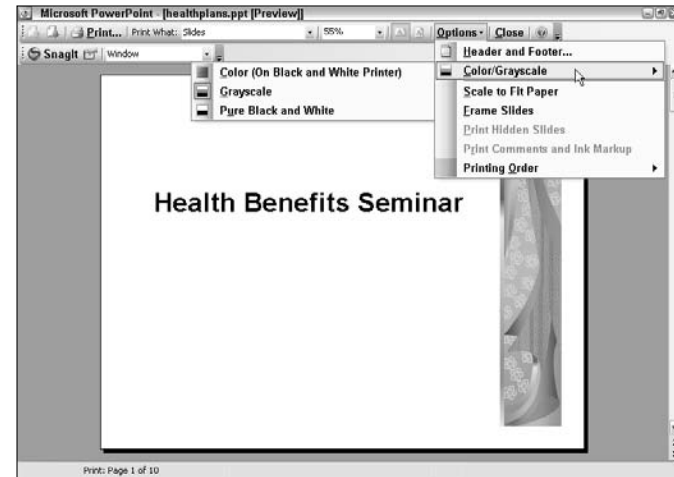 Microsoft PowerPoint - [healthplans.ppt [Preview]]
Print... Print What: Slides 55% Options Close
SnagIt Window
Header and Footer...
Color/Grayscale
Scale to Fit Paper
Frame Slides
Print Hidden Slides
Print Comments and Ink Markup
Printing Order
Color (On Black and White Printer)
Grayscale
Pure Black and White
Health Benefits Seminar
Print: Page 1 of 10